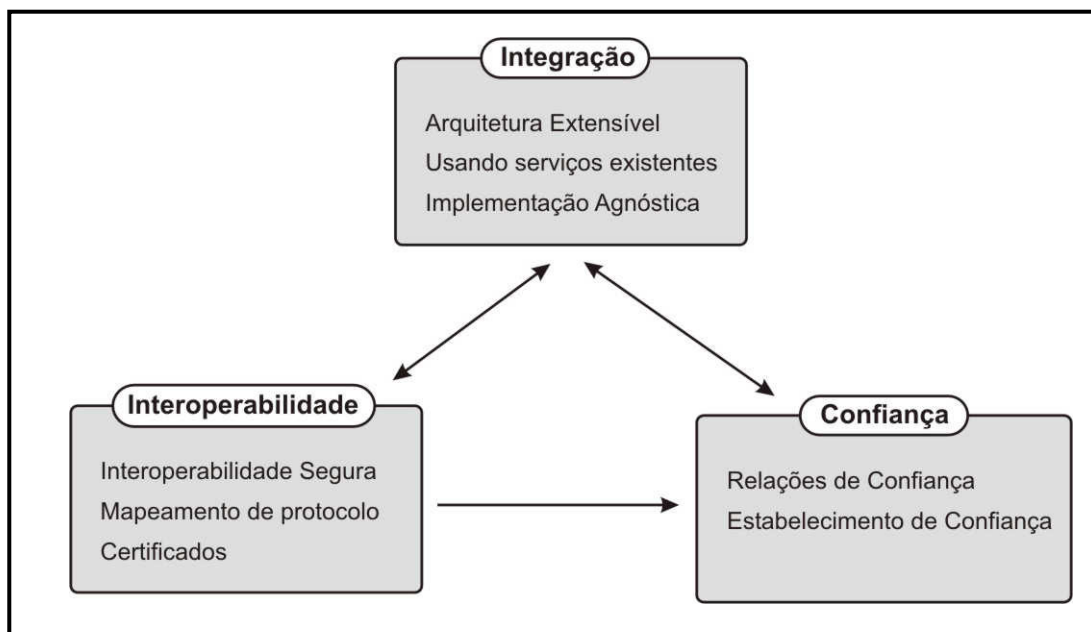 Integração
Arquitetura Extensível
Usando serviços existentes
Implementação Agnóstica
Interoperabilidade
Interoperabilidade Segura
Mapeamento de protocolo
Certificados
Confiança
Relações de Confiança
Estabelecimento de Confiança